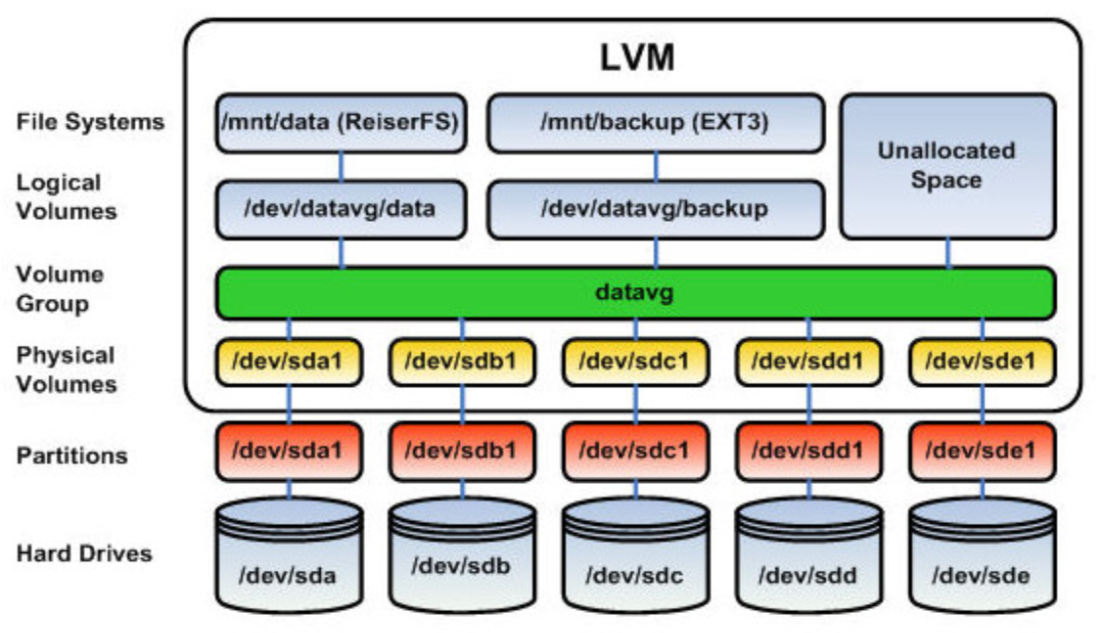 LVM
File Systems
/mnt/data (ReiserFS)
/mnt/backup (EXT3)
Unallocated
Space
Logical
Volumes
/dev/datavg/data
/dev/datavg/backup
Volume
Group
datavg
Physical
Volumes
/dev/sda1
/dev/sdb1
/dev/sdc1
/dev/sdd1
/dev/sde1
Partitions
/dev/sda1
/dev/sdb1
/dev/sdc1
/dev/sdd1
/dev/sde1
Hard Drives
/dev/sda
/dev/sdb
/dev/sdc
/dev/sdd
/dev/sde